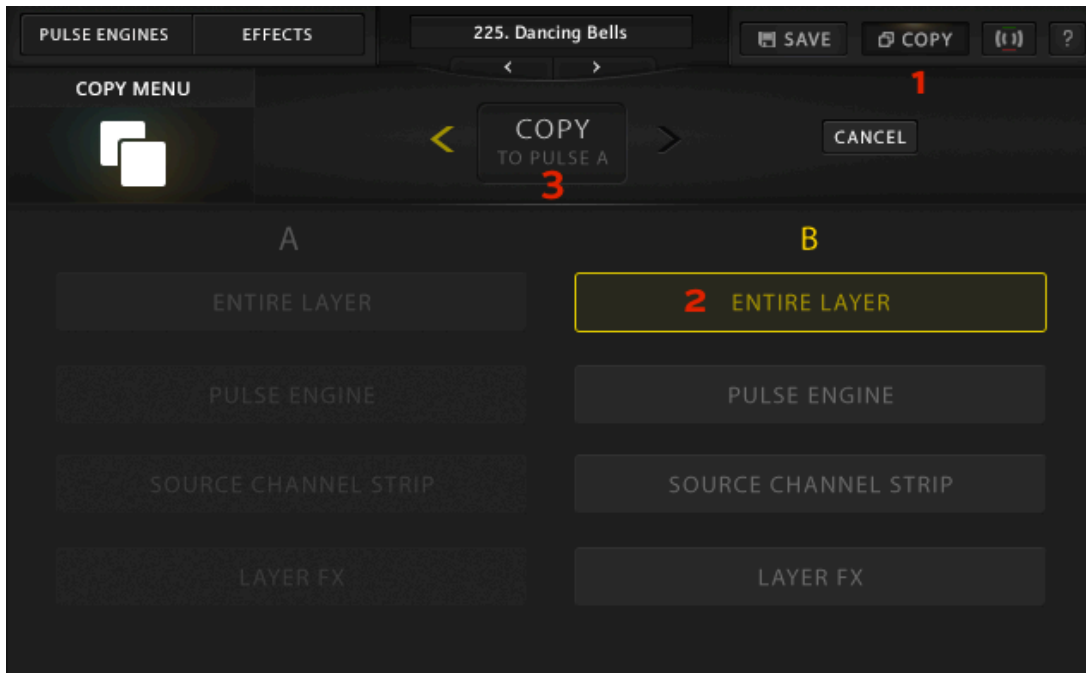 PULSE ENGINES EFFECTS 225. Dancing Bells SAVE COPY ?
< >
1
COPY MENU
COPY
TO PULSE A
CANCEL
3
A B
ENTIRE LAYER 2 ENTIRE LAYER
PULSE ENGINE PULSE ENGINE
SOURCE CHANNEL STRIP SOURCE CHANNEL STRIP
LAYER FX LAYER FX